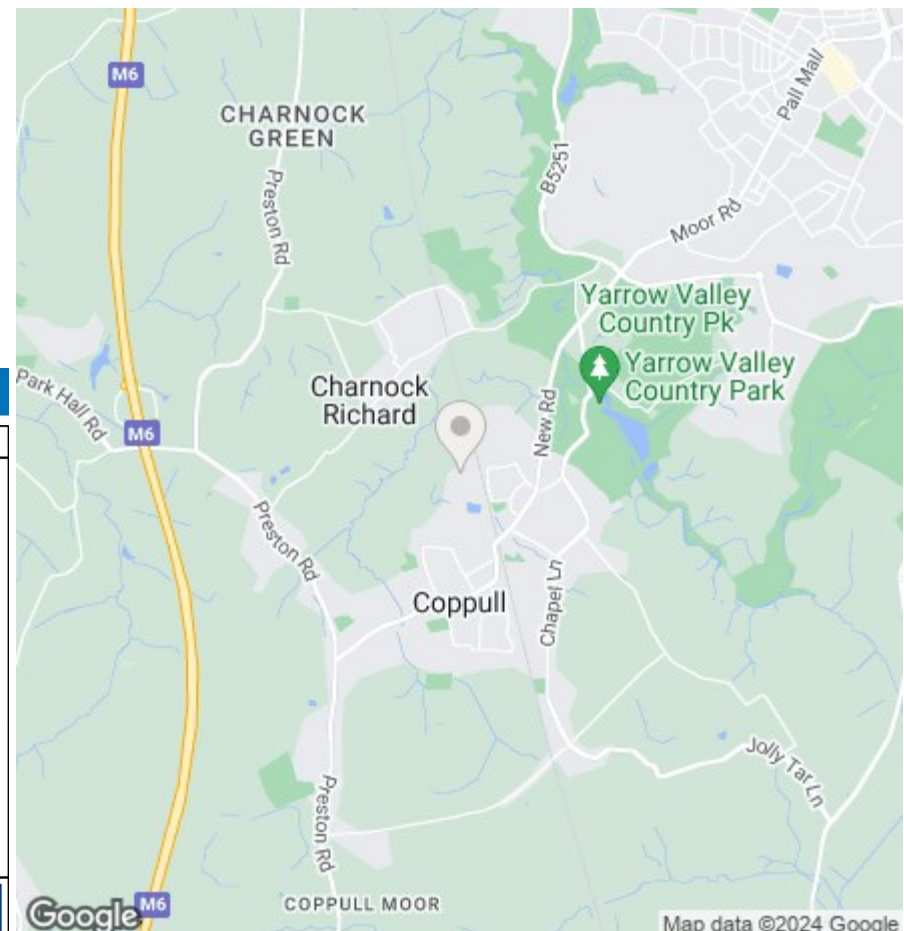 M6
CHARNOCK
GREEN
Pall Mall
B5251
Preston Rd
Moor Rd
Yarrow Valley
Country Pk
Yarrow Valley
Country Park
Park Hall Rd
Charnock
Richard
New Rd
M6
Preston Rd
Coppull
Chapel Ln
Jolly Tar Ln
Preston Rd
COPPULL MOOR
M6
Google
Map data ©2024 Google